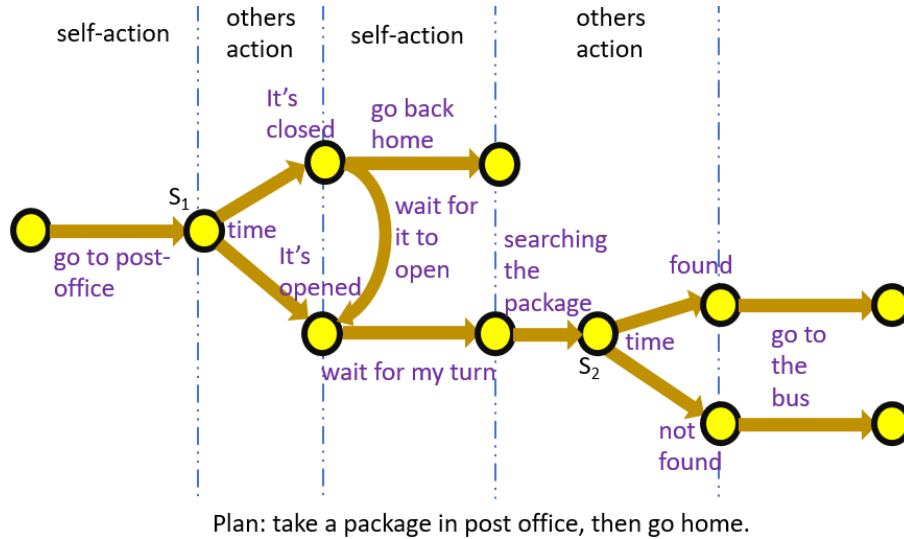 self-action
others
action
self-action
others
action
It's
closed
go back
home
S1
time
go to post-
office
It's
opened
wait for
it to
open
searching
the
package
found
wait for my turn
time
S2
go to
the
bus
not
found
Plan: take a package in post office, then go home.